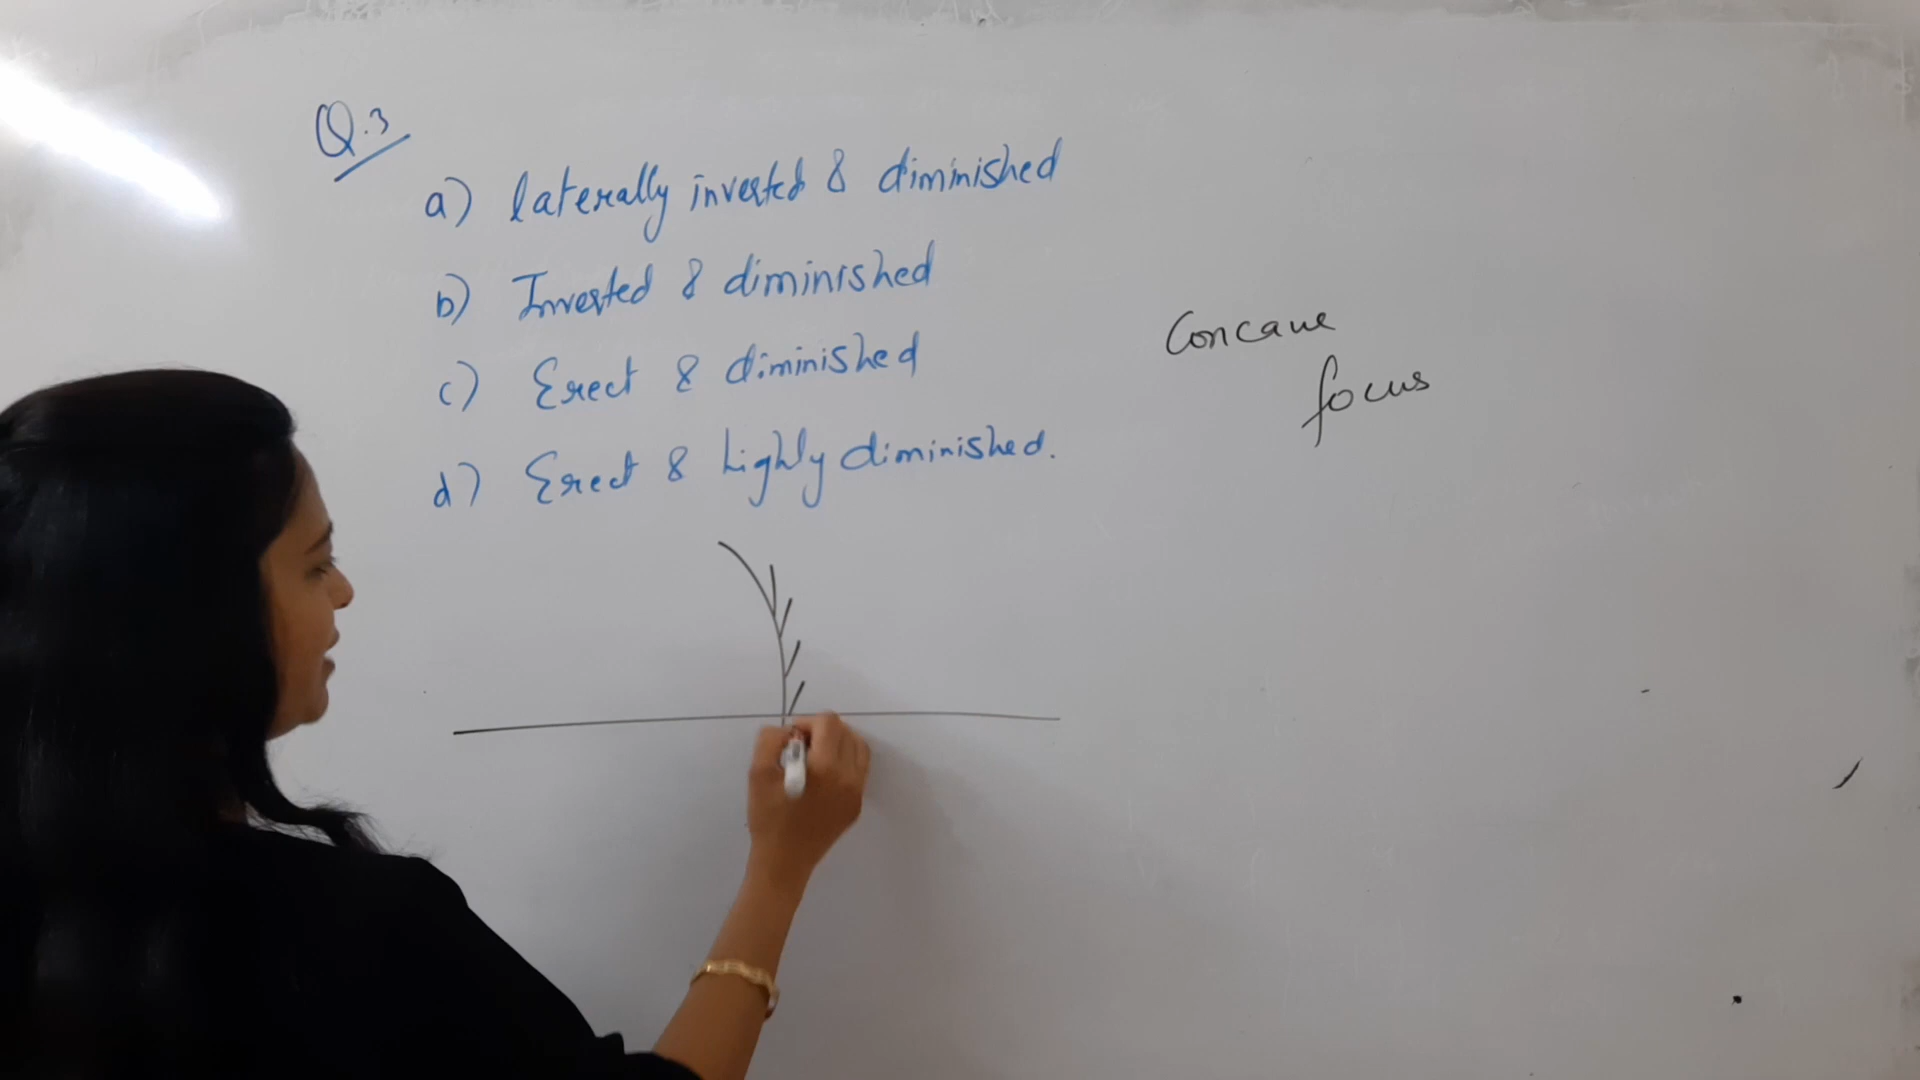 Q.3
a) laterally inverted & diminished
b) Inverted & diminished
c) Erect & diminished
d) Erect & highly diminished.
Concave
focus